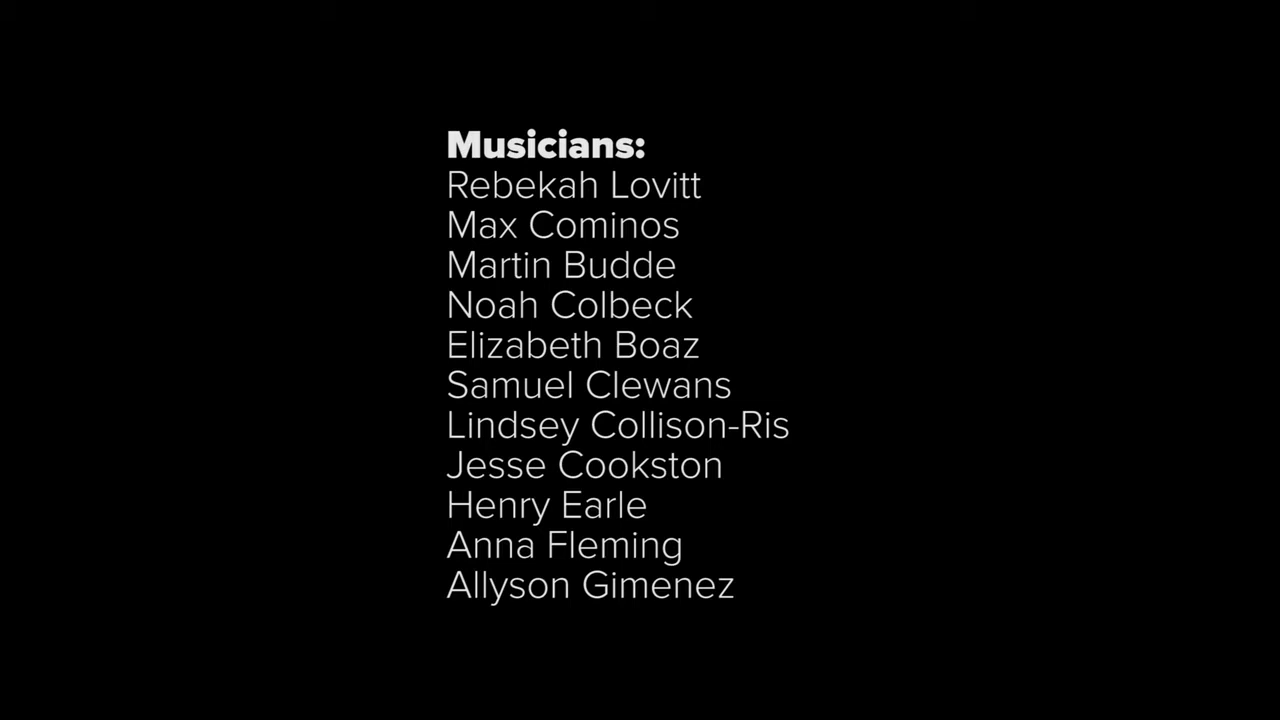 Musicians:
Rebekah Lovitt
Max Cominos
Martin Budde
Noah Colbeck
Elizabeth Boaz
Samuel Clewans
Lindsey Collison-Ris
Jesse Cookston
Henry Earle
Anna Fleming
Allyson Gimenez